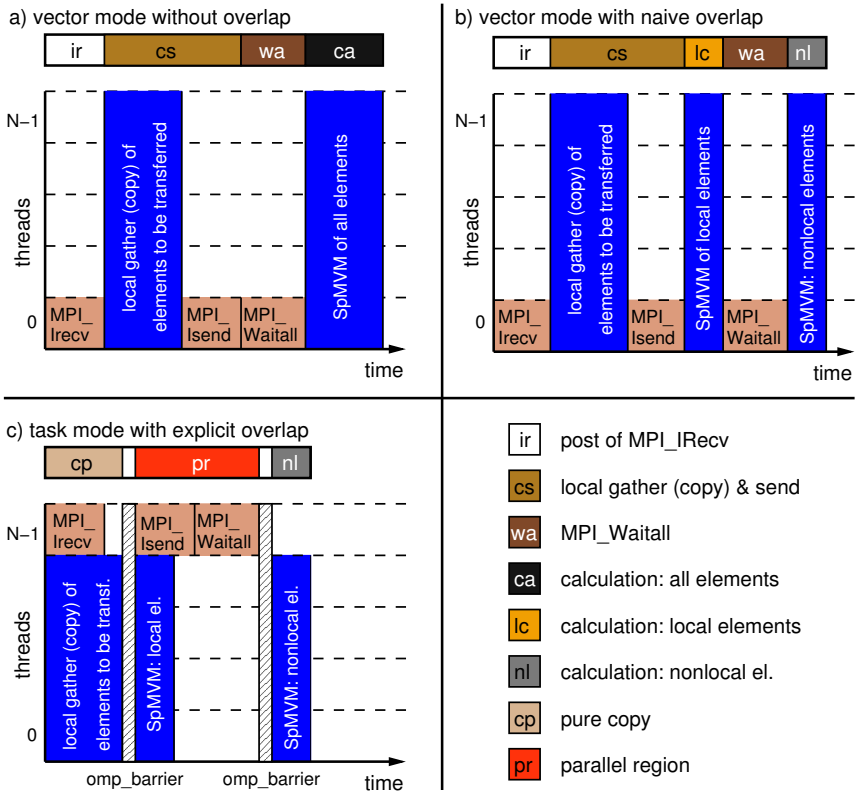 a) vector mode without overlap
ir cs wa ca
N−1
threads
0
MPI_
Irecv
local gather (copy) of
elements to be transferred
MPI_
Isend
MPI_
Waitall
SpMVM of all elements
time
b) vector mode with naive overlap
ir cs lc wa nl
N−1
threads
0
MPI_
Irecv
local gather (copy) of
elements to be transferred
MPI_
Isend
SpMVM of local elements
MPI_
Waitall
SpMVM: nonlocal elements
time
c) task mode with explicit overlap
cp pr nl
N−1
threads
0
MPI_
Irecv
local gather (copy) of
elements to be transf.
MPI_
Isend
MPI_
Waitall
SpMVM: local el.
SpMVM: nonlocal el.
omp_barrier omp_barrier
time
ir post of MPI_IRecv
cs local gather (copy) & send
wa MPI_Waitall
ca calculation: all elements
lc calculation: local elements
nl calculation: nonlocal el.
cp pure copy
pr parallel region